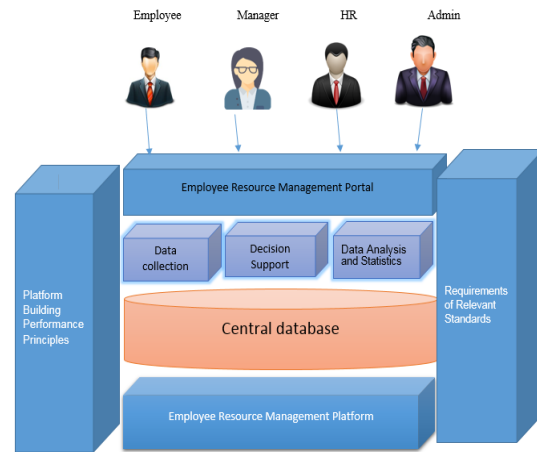 Employee
Manager
HR
Admin
Employee Resource Management Portal
Data
collection
Decision
Support
Data Analysis
and Statistics
Platform
Building
Performance
Principles
Central database
Requirements
of Relevant
Standards
Employee Resource Management Platform